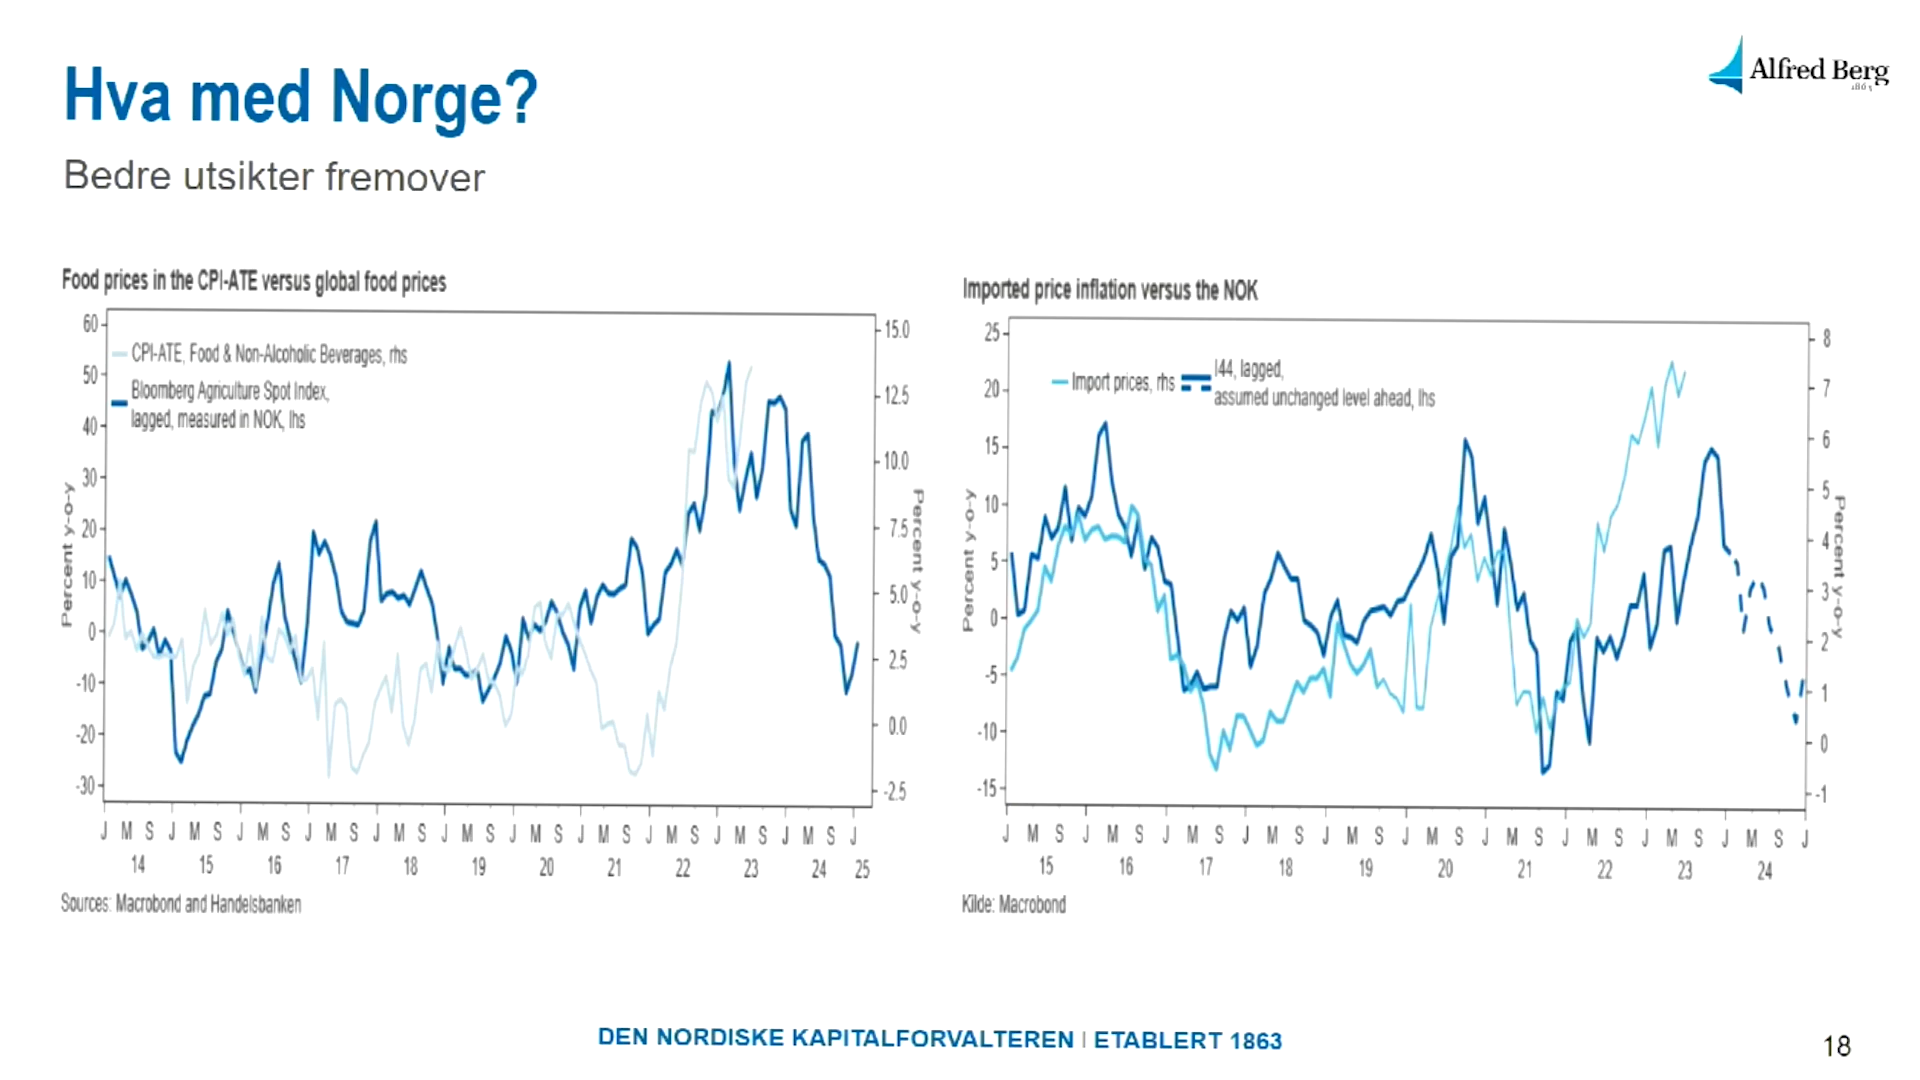 Hva med Norge?
Alfred Berg
Bedre utsikter fremover
Food prices in the CPI-ATE versus global food prices
60
50
40
30
20
10
0
-10
-20
-30
Percent y-o-y
CPI-ATE, Food & Non-Alcoholic Beverages, rhs
Bloomberg Agriculture Spot Index,
lagged, measured in NOK, lhs
15.0
12.5
10.0
7.5
5.0
2.5
0.0
-2.5
Percent y-o-y
J M S J M S J M S J M S J M S J M S J M S J M S J M S J M S J M S J
14 15 16 17 18 19 20 21 22 23 24 25
Sources: Macrobond and Handelsbanken
Imported price inflation versus the NOK
25
20
15
10
5
0
-5
-10
-15
Percent y-o-y
Import prices, rhs
I44, lagged,
assumed unchanged level ahead, lhs
8
7
6
5
4
3
2
1
0
-1
Percent y-o-y
J M S J M S J M S J M S J M S J M S J M S J M S J M S J M S J
15 16 17 18 19 20 21 22 23 24
Kilde: Macrobond
DEN NORDISKE KAPITALFORVALTEREN | ETABLERT 1863
18